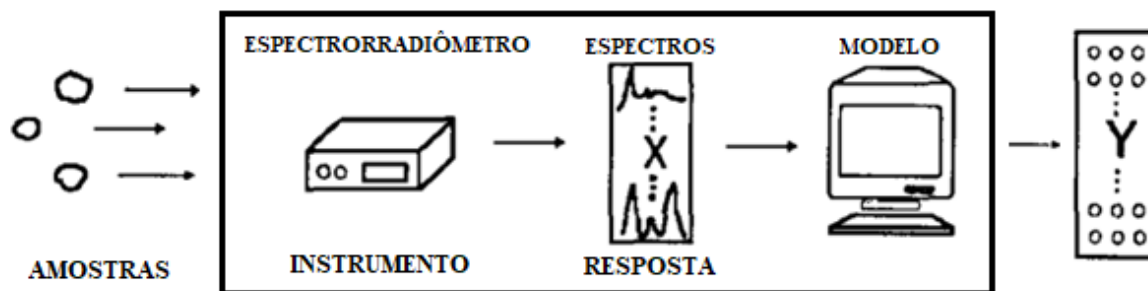 ESPECTRORRADIÔMETRO
ESPECTROS
MODELO
X
Y
AMOSTRAS
INSTRUMENTO
RESPOSTA